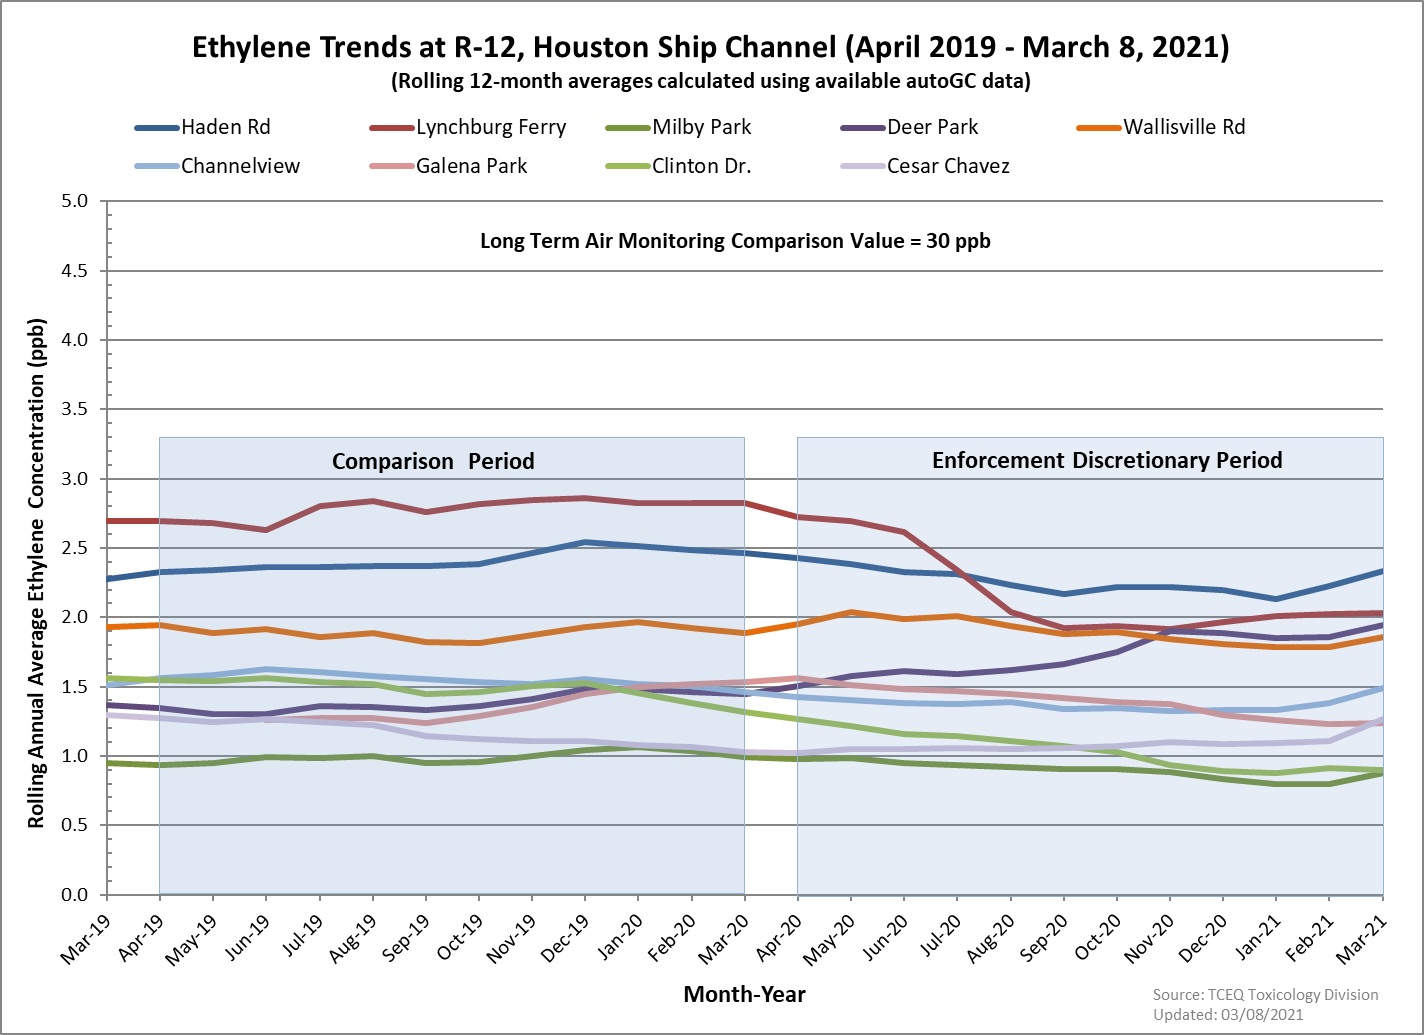 Ethylene Trends at R-12, Houston Ship Channel (April 2019 - March 8, 2021)
(Rolling 12-month averages calculated using available autoGC data)
Haden Rd Lynchburg Ferry Milby Park Deer Park Wallisville Rd
Channelview Galena Park Clinton Dr. Cesar Chavez
Long Term Air Monitoring Comparison Value = 30 ppb
Comparison Period
Enforcement Discretionary Period
Rolling Annual Average Ethylene Concentration (ppb)
5.0
4.5
4.0
3.5
3.0
2.5
2.0
1.5
1.0
0.5
0.0
Mar-19 Apr-19 May-19 Jun-19 Jul-19 Aug-19 Sep-19 Oct-19 Nov-19 Dec-19 Jan-20 Feb-20 Mar-20 Apr-20 May-20 Jun-20 Jul-20 Aug-20 Sep-20 Oct-20 Nov-20 Dec-20 Jan-21 Feb-21 Mar-21
Month-Year
Source: TCEQ Toxicology Division
Updated: 03/08/2021